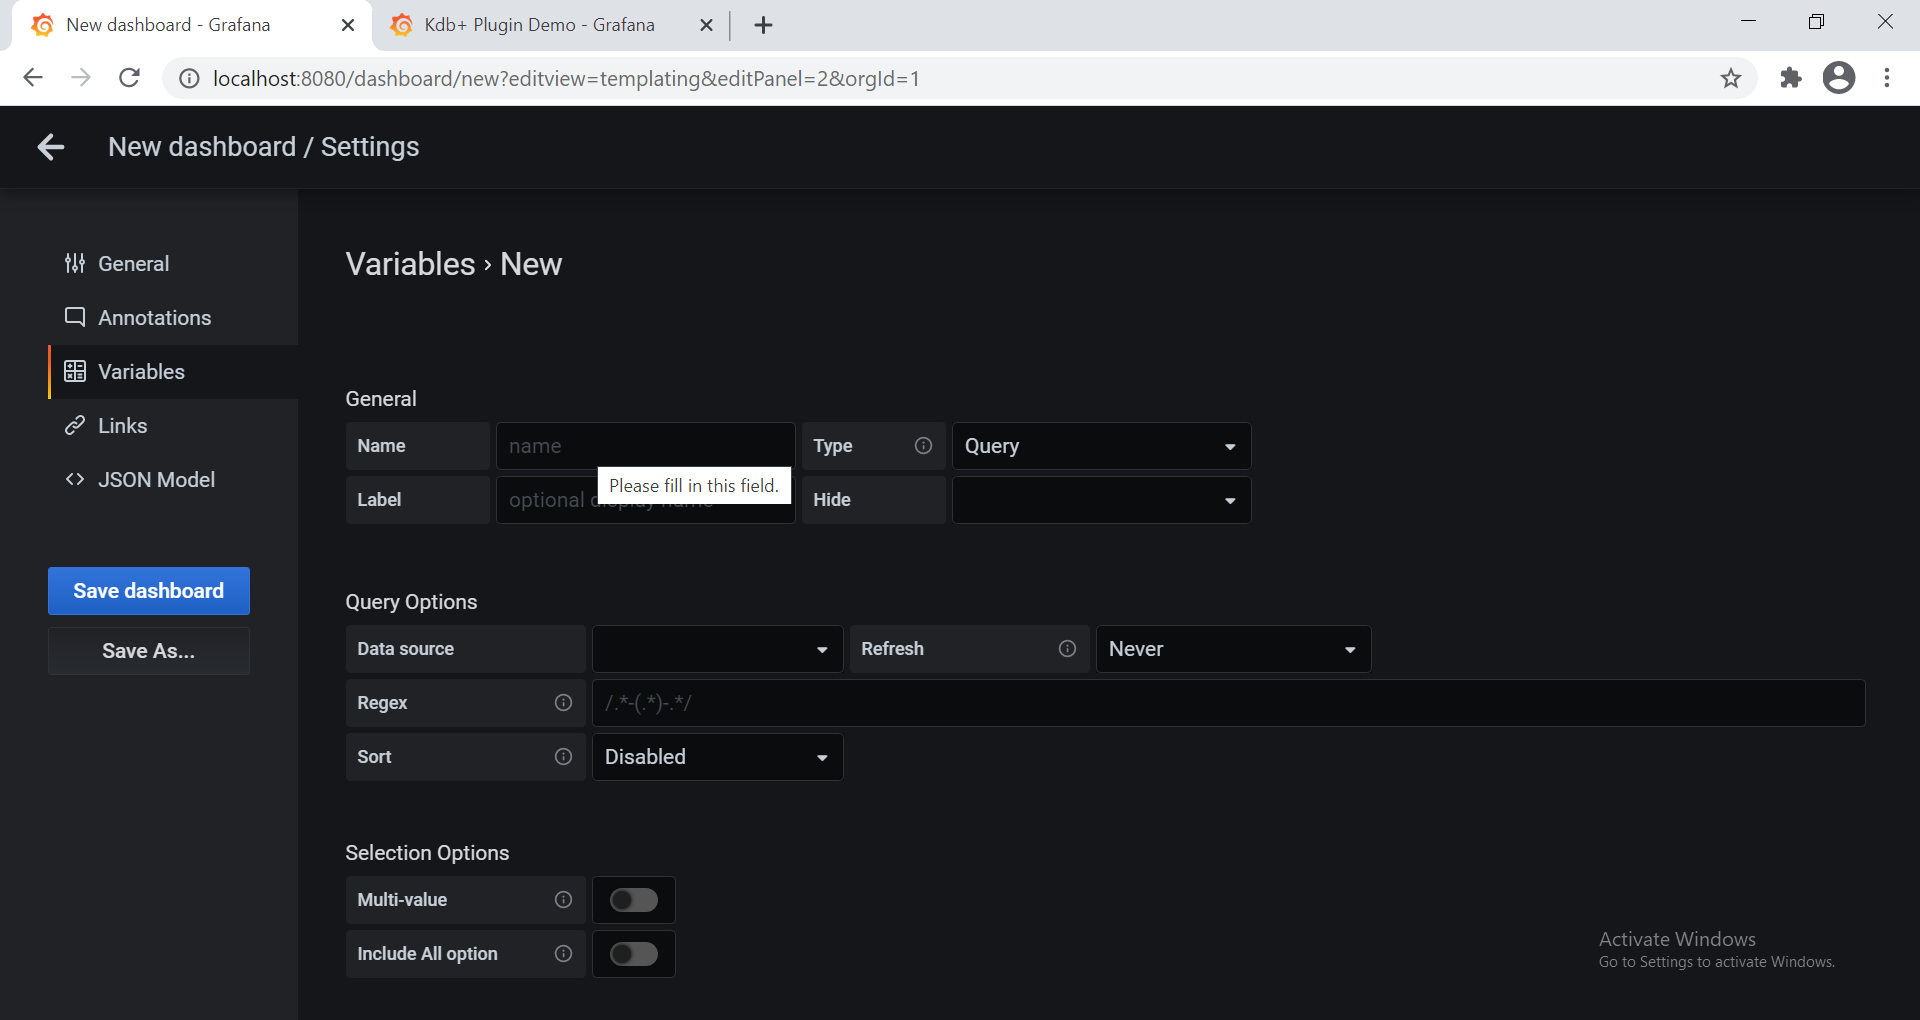 New dashboard - Grafana
Kdb+ Plugin Demo - Grafana
localhost:8080/dashboard/new?editview=templating&editPanel=2&orgId=1
New dashboard / Settings
General
Annotations
Variables
Links
JSON Model
Save dashboard
Save As...
Variables › New
General
Name name Type Query
Please fill in this field.
Label optional display name Hide
Query Options
Data source Refresh Never
Regex /.*-(.*)-.*/
Sort Disabled
Selection Options
Multi-value
Include All option
Activate Windows
Go to Settings to activate Windows.